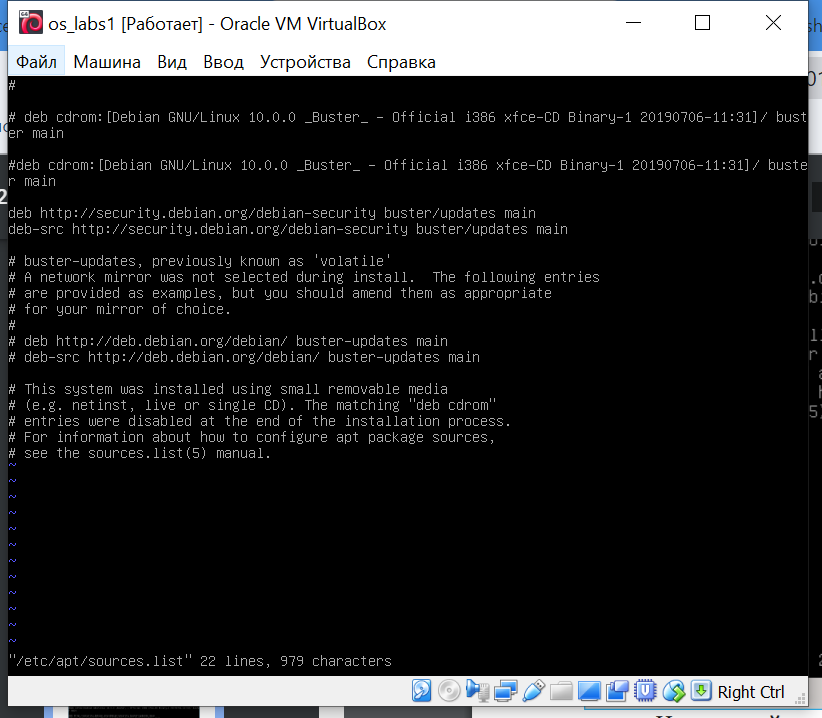 os_labs1 [Работает] - Oracle VM VirtualBox
Файл Машина Вид Ввод Устройства Справка
#
# deb cdrom:[Debian GNU/Linux 10.0.0 _Buster_ - Official i386 xfce-CD Binary-1 20190706-11:31]/ bust
er main
#deb cdrom:[Debian GNU/Linux 10.0.0 _Buster_ - Official i386 xfce-CD Binary-1 20190706-11:31]/ buste
r main
deb http://security.debian.org/debian-security buster/updates main
deb-src http://security.debian.org/debian-security buster/updates main
# buster-updates, previously known as 'volatile'
# A network mirror was not selected during install.  The following entries
# are provided as examples, but you should amend them as appropriate
# for your mirror of choice.
#
# deb http://deb.debian.org/debian/ buster-updates main
# deb-src http://deb.debian.org/debian/ buster-updates main
# This system was installed using small removable media
# (e.g. netinst, live or single CD). The matching "deb cdrom"
# entries were disabled at the end of the installation process.
# For information about how to configure apt package sources,
# see the sources.list(5) manual.
~
~
~
~
~
~
~
~
~
~
~
~
"/etc/apt/sources.list" 22 lines, 979 characters
Right Ctrl